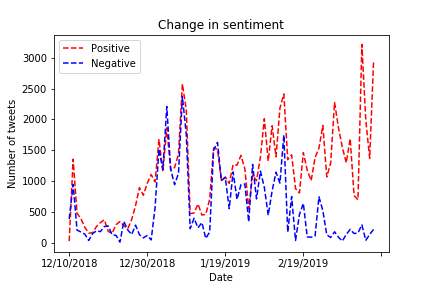 Change in sentiment
Positive
Negative
Number of tweets
3000
2500
2000
1500
1000
500
0
12/10/2018
12/30/2018
1/19/2019
2/19/2019
Date